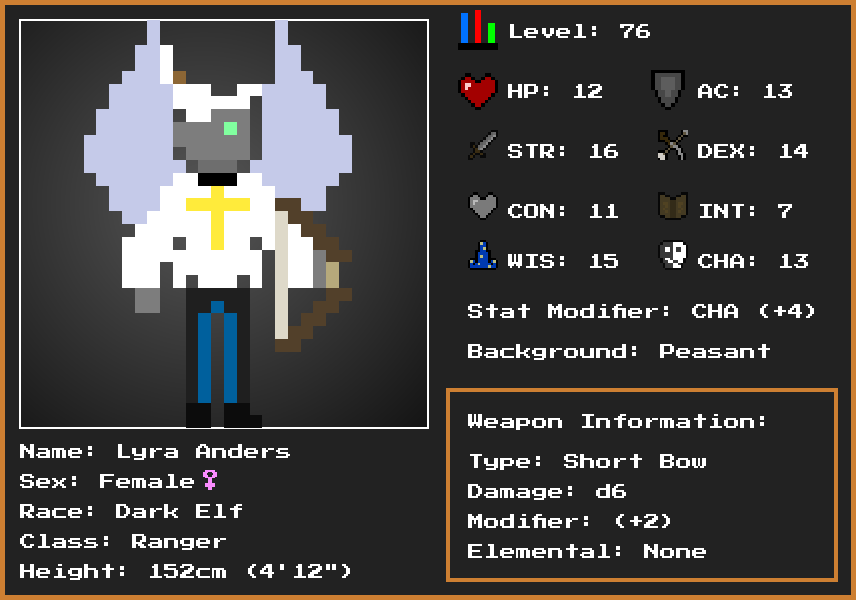 Level: 76
HP: 12 AC: 13
STR: 16 DEX: 14
CON: 11 INT: 7
WIS: 15 CHA: 13
Stat Modifier: CHA (+4)
Background: Peasant
Weapon Information:
Type: Short Bow
Damage: d6
Modifier: (+2)
Elemental: None
Name: Lyra Anders
Sex: Female♀
Race: Dark Elf
Class: Ranger
Height: 152cm (4'12")